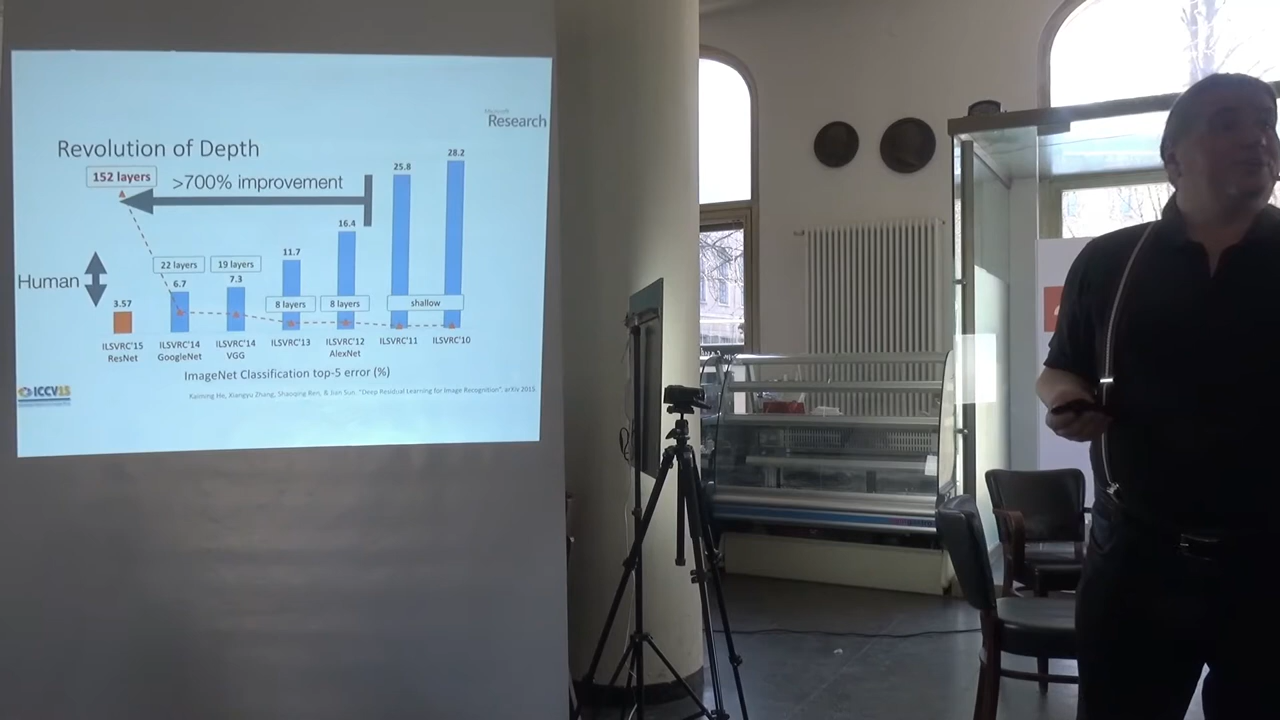 Microsoft
Research
Revolution of Depth
152 layers
>700% improvement
28.2
25.8
16.4
11.7
22 layers
19 layers
6.7
7.3
Human
3.57
8 layers
8 layers
shallow
ILSVRC'15
ResNet
ILSVRC'14
GoogleNet
ILSVRC'14
VGG
ILSVRC'13
ILSVRC'12
AlexNet
ILSVRC'11
ILSVRC'10
ImageNet Classification top-5 error (%)
ICCV15
Kaiming He, Xiangyu Zhang, Shaoqing Ren, & Jian Sun. "Deep Residual Learning for Image Recognition". arXiv 2015.